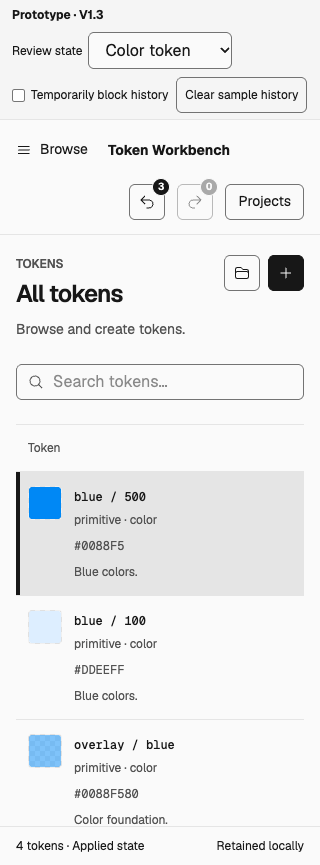 Prototype · V1.3
Review state
Color token
Temporarily block history
Clear sample history
Browse
Token Workbench
3
0
Projects
TOKENS
All tokens
Browse and create tokens.
Search tokens…
Token
blue / 500
primitive · color
#0088F5
Blue colors.
blue / 100
primitive · color
#DDEEFF
Blue colors.
overlay / blue
primitive · color
#0088F580
Color foundation.
4 tokens · Applied state
Retained locally